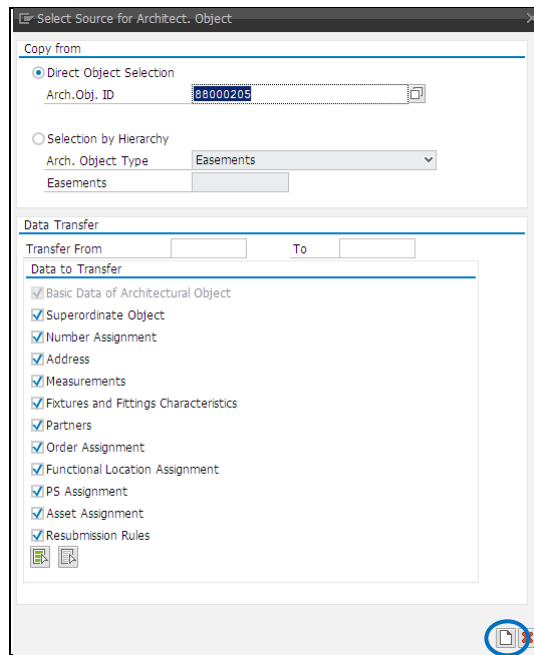 Select Source for Architect. Object
Copy from
Direct Object Selection
Arch.Obj. ID 88000205
Selection by Hierarchy
Arch. Object Type Easements
Easements
Data Transfer
Transfer From To
Data to Transfer
Basic Data of Architectural Object
Superordinate Object
Number Assignment
Address
Measurements
Fixtures and Fittings Characteristics
Partners
Order Assignment
Functional Location Assignment
PS Assignment
Asset Assignment
Resubmission Rules